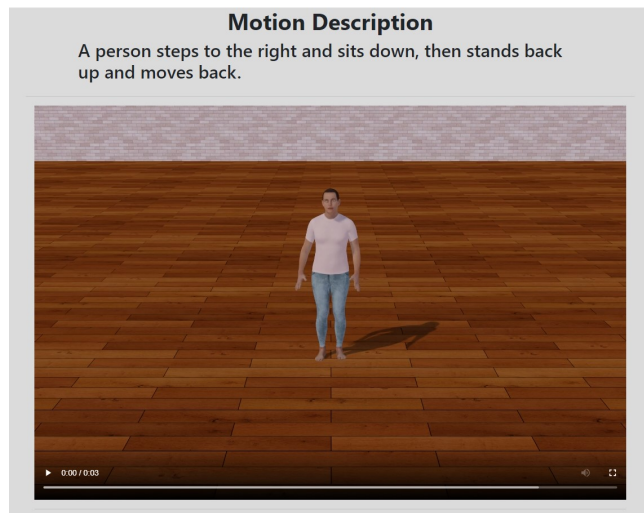 Motion Description
A person steps to the right and sits down, then stands back
up and moves back.
0:00 / 0:03